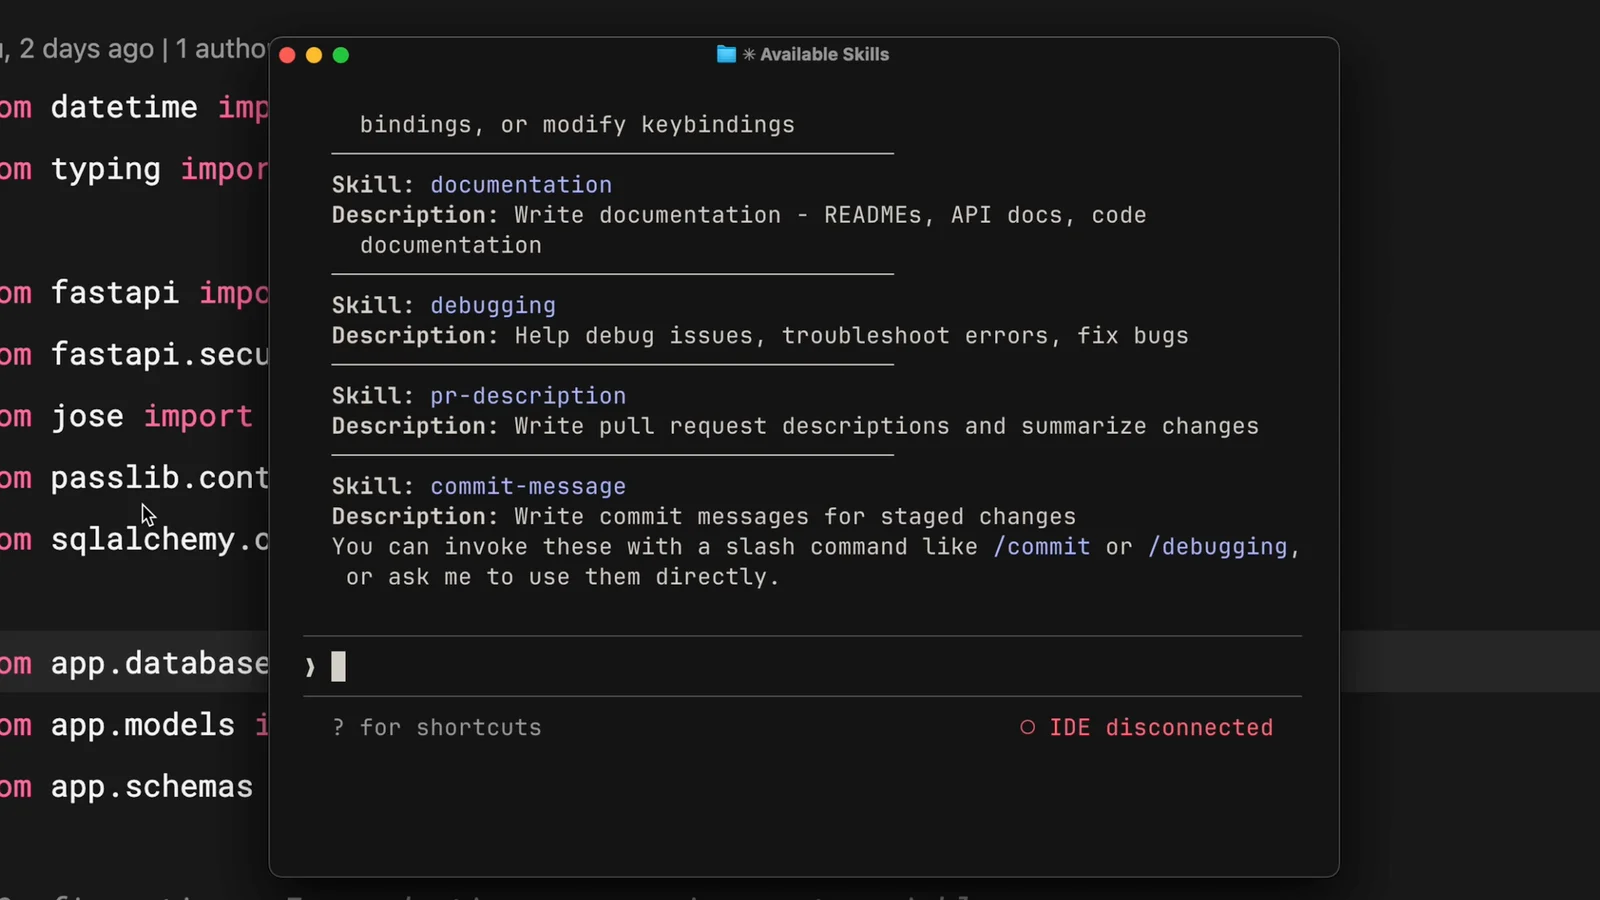 , 2 days ago | 1 autho
✳ Available Skills
om datetime imp
om typing impor
om fastapi impo
om fastapi.secu
om jose import
om passlib.cont
om sqlalchemy.o
om app.database
om app.models i
om app.schemas
bindings, or modify keybindings
Skill: documentation
Description: Write documentation - READMEs, API docs, code
documentation
Skill: debugging
Description: Help debug issues, troubleshoot errors, fix bugs
Skill: pr-description
Description: Write pull request descriptions and summarize changes
Skill: commit-message
Description: Write commit messages for staged changes
You can invoke these with a slash command like /commit or /debugging,
or ask me to use them directly.
❯
? for shortcuts
○ IDE disconnected